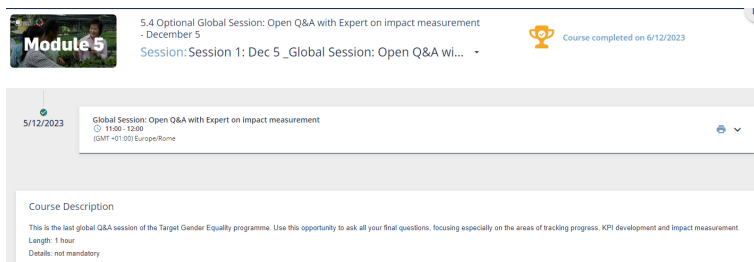 Module 5
5.4 Optional Global Session: Open Q&A with Expert on impact measurement
- December 5
Session: Session 1: Dec 5 _Global Session: Open Q&A wi...
Course completed on 6/12/2023
5/12/2023
Global Session: Open Q&A with Expert on impact measurement
11:00 - 12:00
(GMT +01:00) Europe/Rome
Course Description
This is the last global Q&A session of the Target Gender Equality programme. Use this opportunity to ask all your final questions, focusing especially on the areas of tracking progress, KPI development and impact measurement.
Length: 1 hour
Details: not mandatory